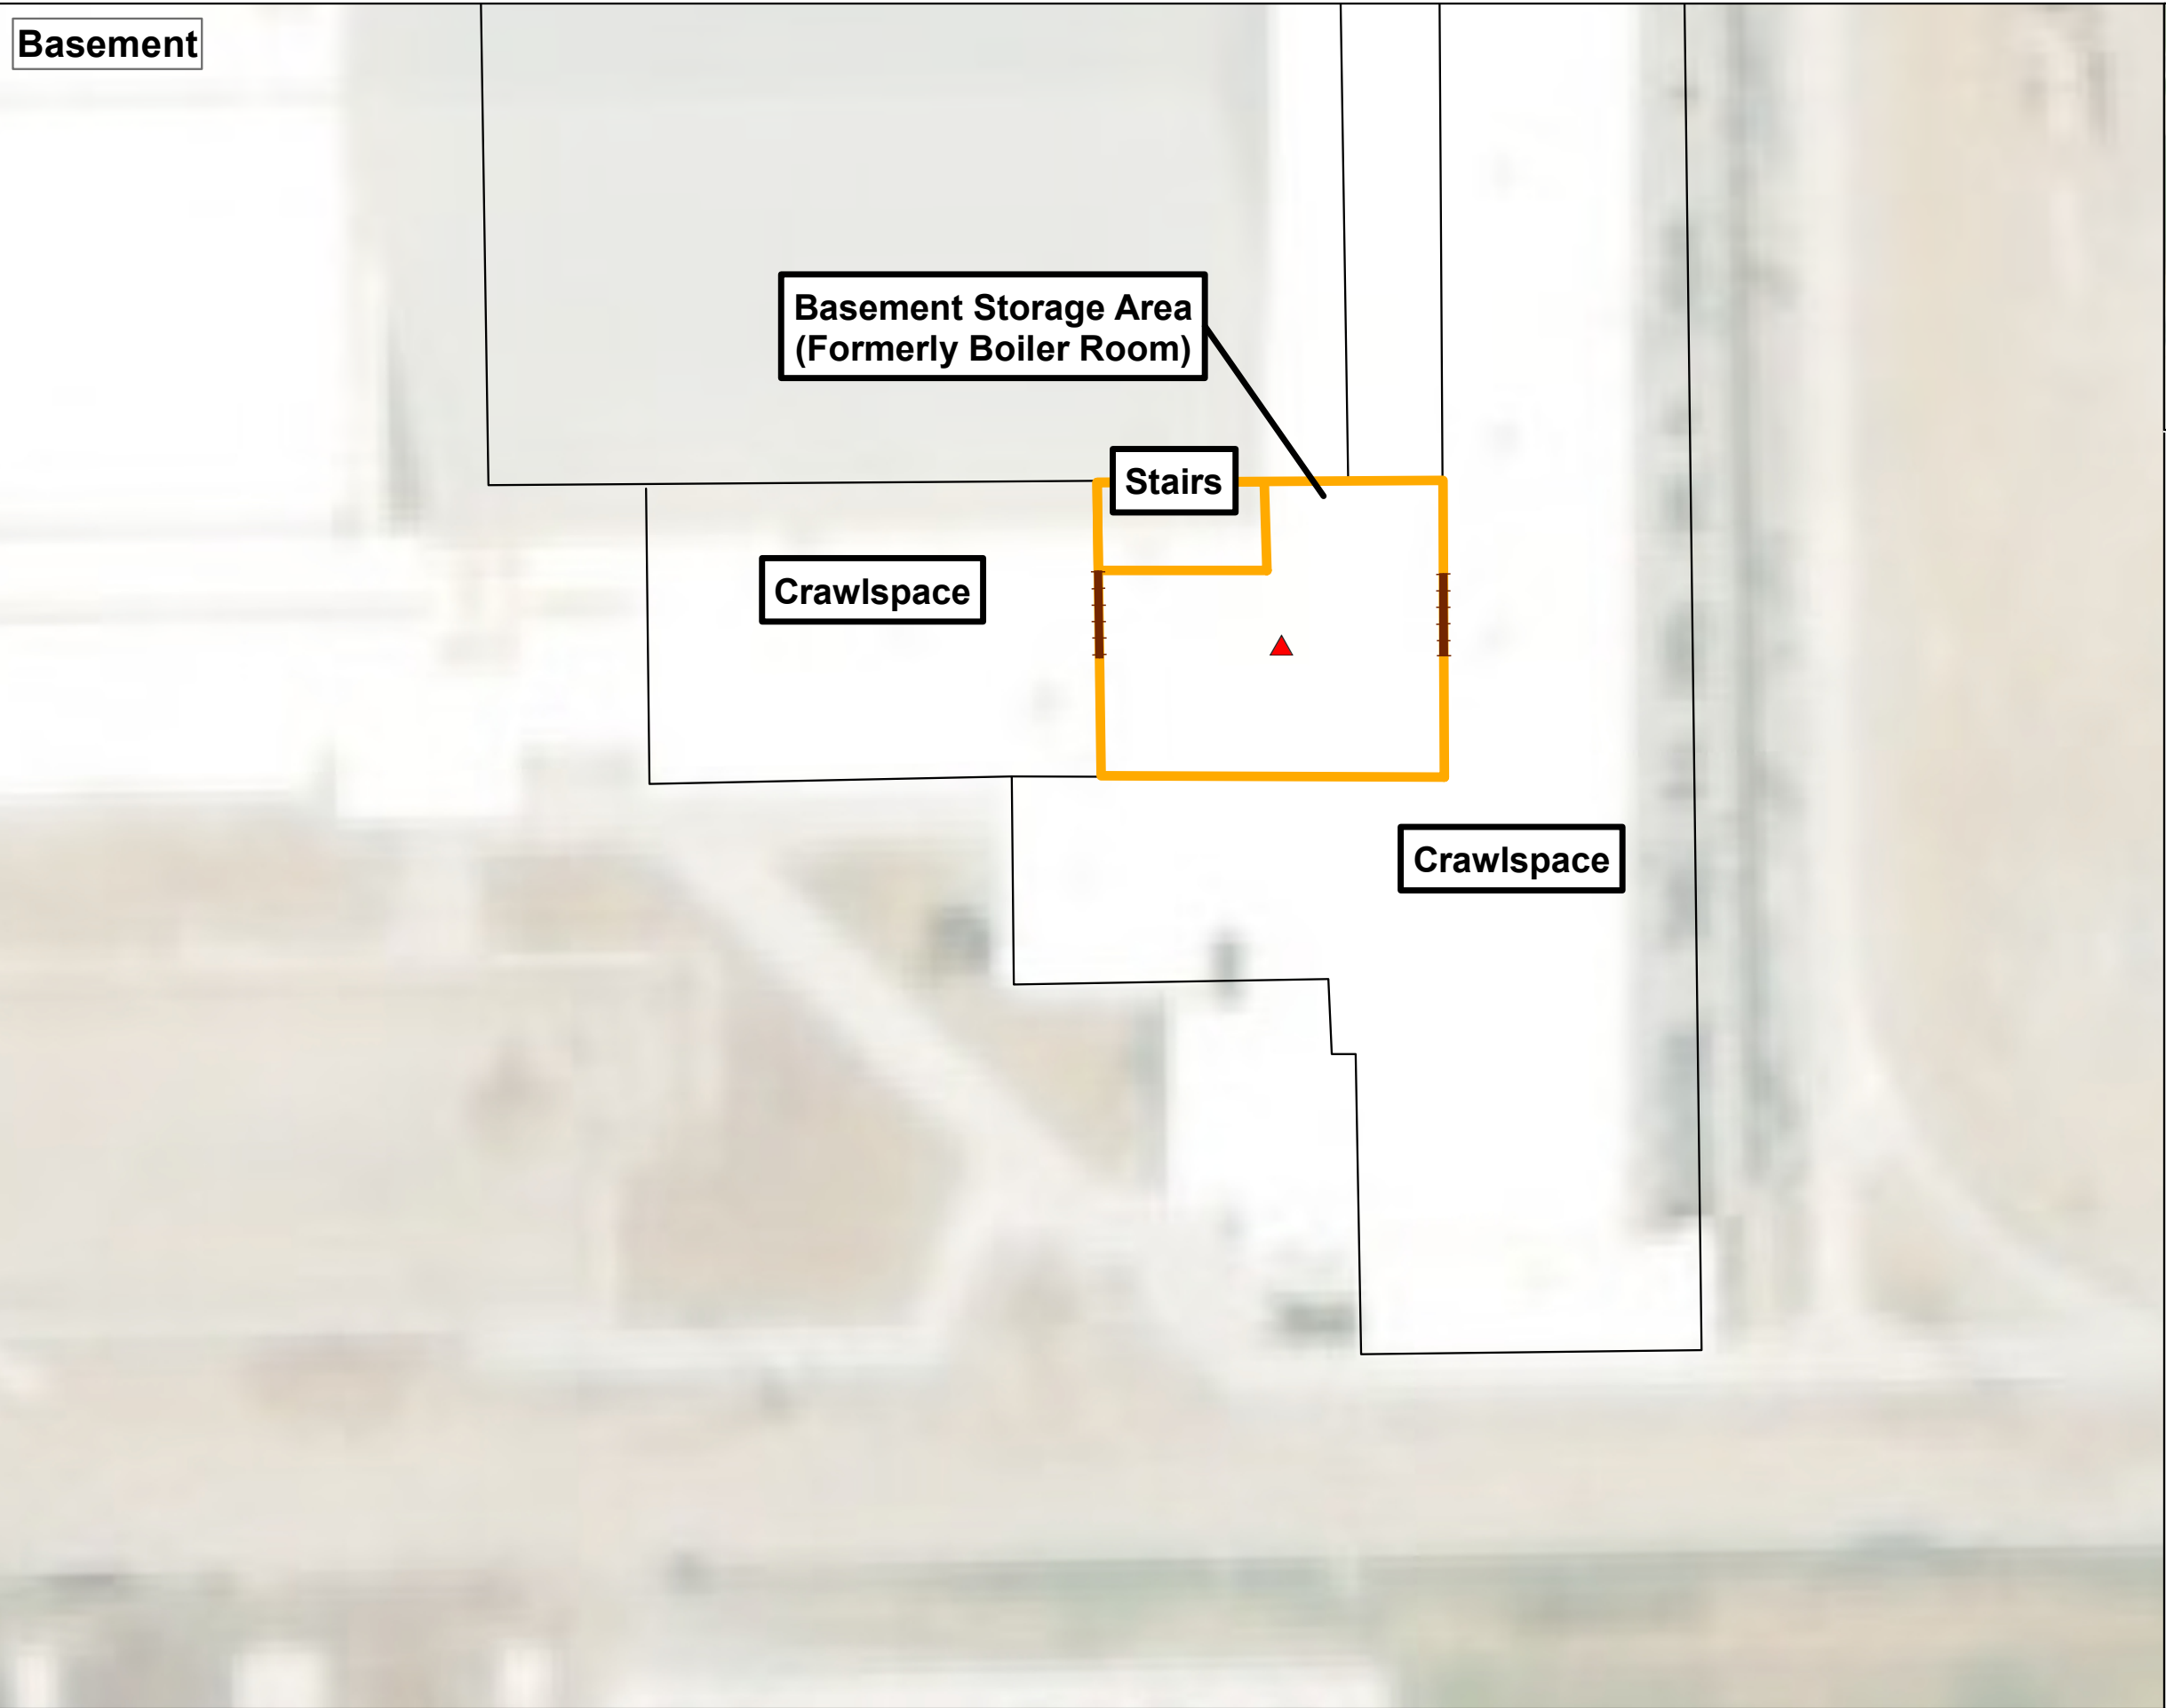 Basement
Basement Storage Area
(Formerly Boiler Room)
Stairs
Crawlspace
Crawlspace